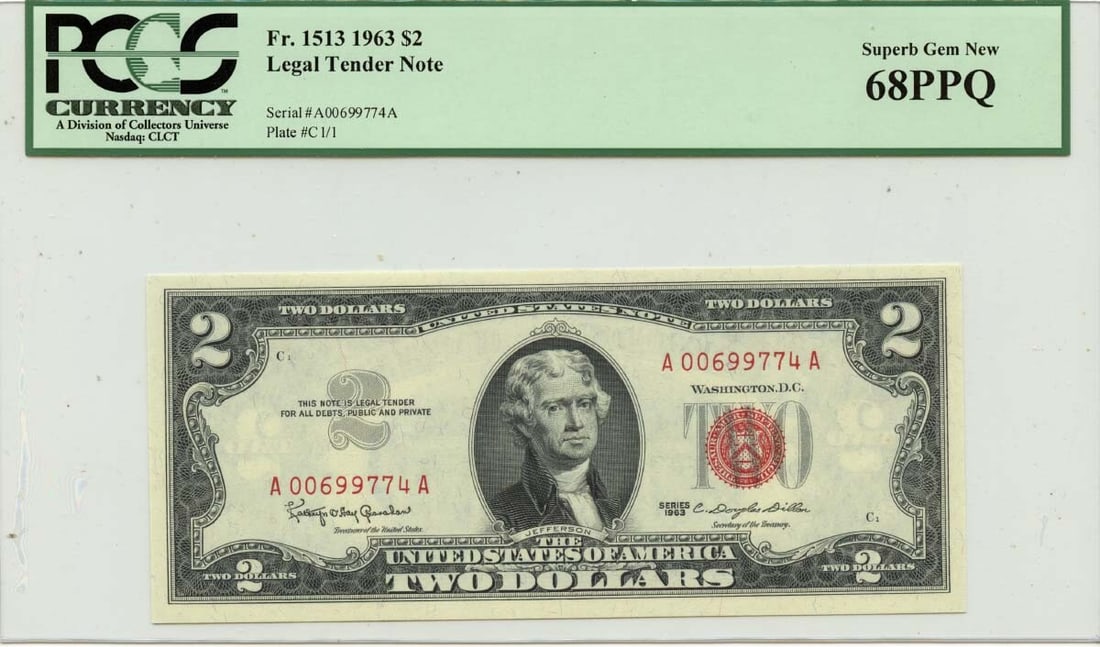 PCGS
CURRENCY
A Division of Collectors Universe
Nasdaq: CLCT
Fr. 1513 1963 $2
Legal Tender Note
Serial #A00699774A
Plate #C1/1
Superb Gem New
68PPQ
TWO DOLLARS
UNITED STATES NOTE
TWO DOLLARS
2
2
C1
A 00699774 A
WASHINGTON, D.C.
2
THIS NOTE IS LEGAL TENDER
FOR ALL DEBTS, PUBLIC AND PRIVATE
TWO
A 00699774 A
Treasurer of the United States.
SERIES
1963
C. Douglas Dillon
Secretary of the Treasury.
C1
JEFFERSON
THE
UNITED STATES OF AMERICA
TWO DOLLARS
2
TWO DOLLARS
2
TWO DOLLARS